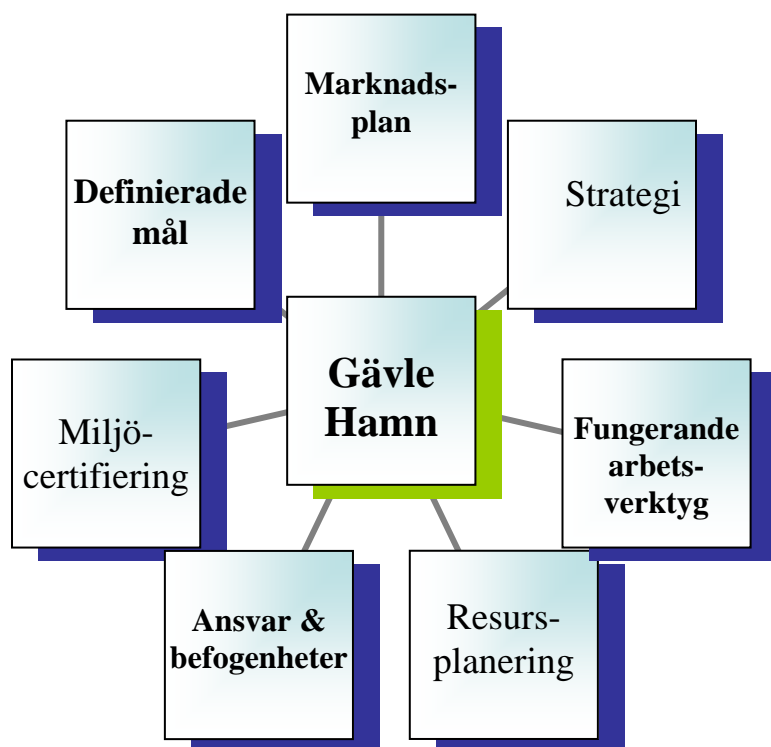 Marknads-
plan
Definierade
mål
Strategi
Gävle
Hamn
Miljö-
certifiering
Fungerande
arbets-
verktyg
Ansvar &
befogenheter
Resurs-
planering